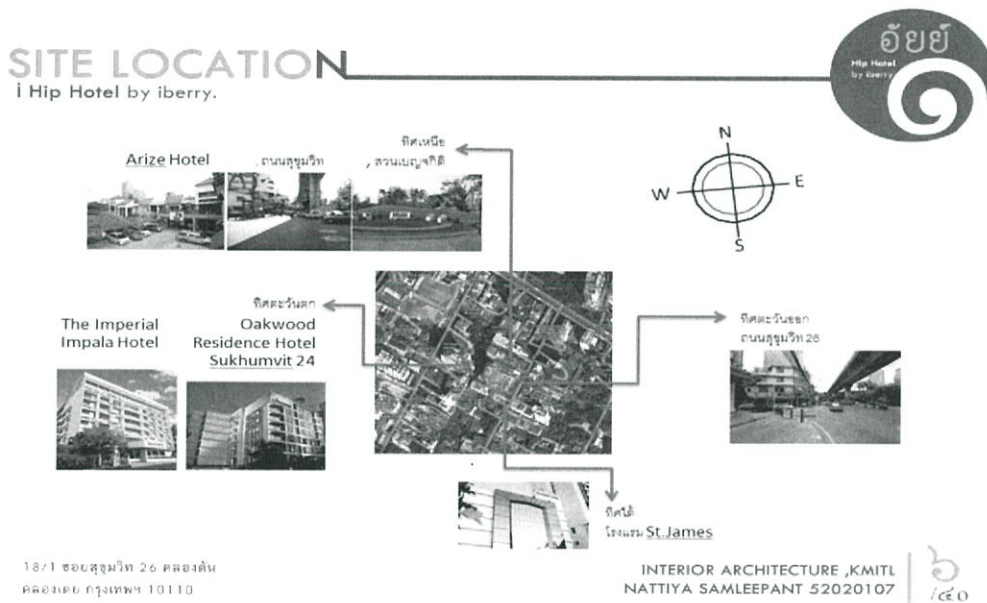 SITE LOCATION
i Hip Hotel by iberry.
อัยย์
Hip Hotel
by iberry
ทิศเหนือ
Arize Hotel , ถนนสุขุมวิท , สวนเบญจกิติ
N
W E
S
ทิศตะวันตก
The Imperial
Impala Hotel
Oakwood
Residence Hotel
Sukhumvit 24
ทิศตะวันออก
ถนนสุขุมวิท 26
ทิศใต้
โรงแรม St.James
18/1 ซอยสุขุมวิท 26 คลองตัน
คลองเตย กรุงเทพฯ 10110
INTERIOR ARCHITECTURE ,KMITL
NATTIYA SAMLEEPANT 52020107
๖
/๔๐